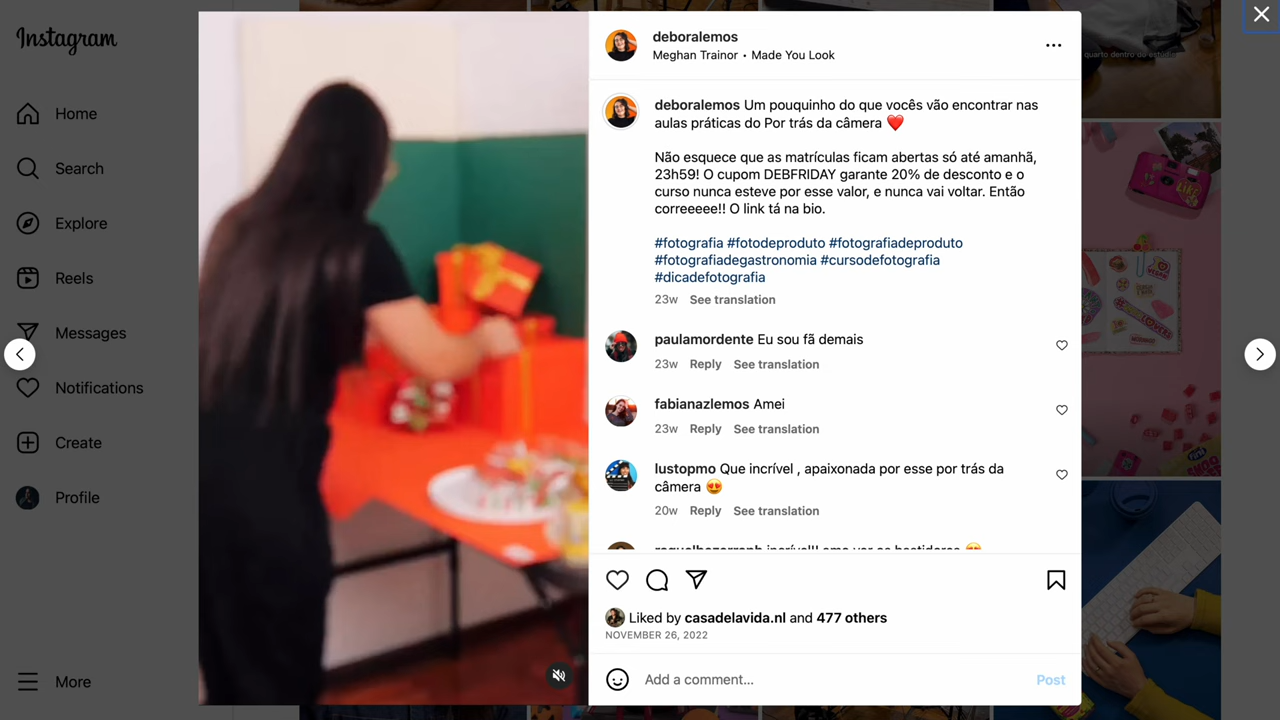 Instagram
Home
Search
Explore
Reels
Messages
Notifications
Create
Profile
More
quarto dentro do estúdio
deboralemos
Meghan Trainor • Made You Look
deboralemos Um pouquinho do que vocês vão encontrar nas
aulas práticas do Por trás da câmera ❤️
Não esquece que as matrículas ficam abertas só até amanhã,
23h59! O cupom DEBFRIDAY garante 20% de desconto e o
curso nunca esteve por esse valor, e nunca vai voltar. Então
correeeee!! O link tá na bio.
#fotografia #fotodeproduto #fotografiadeproduto
#fotografiadegastronomia #cursodefotografia
#dicadefotografia
23w See translation
paulamordente Eu sou fã demais
23w Reply See translation
fabianazlemos Amei
23w Reply See translation
lustopmo Que incrível , apaixonada por esse por trás da
câmera 😍
20w Reply See translation
Liked by casadelavida.nl and 477 others
NOVEMBER 26, 2022
Add a comment...
Post